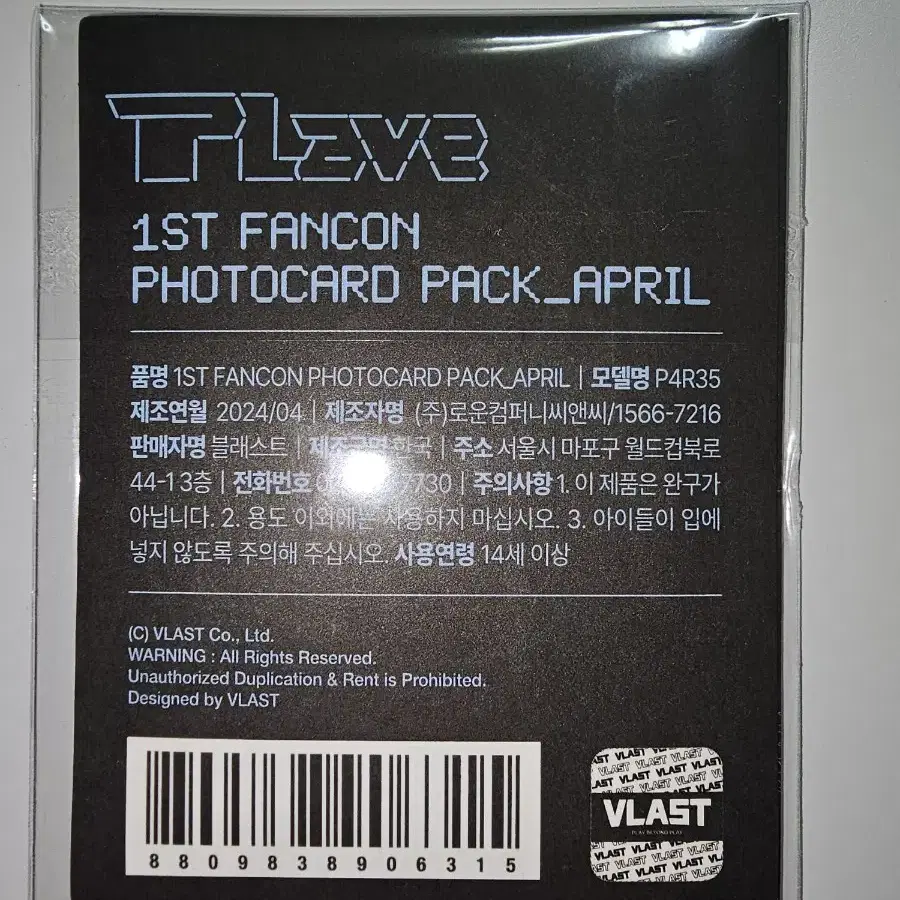 PLave
1ST FANCON
PHOTOCARD PACK_APRIL
품명 1ST FANCON PHOTOCARD PACK_APRIL | 모델명 P4R35
제조연월 2024/04 | 제조자명 (주)로운컴퍼니씨앤씨/1566-7216
판매자명 블래스트 | 제조국명 한국 | 주소 서울시 마포구 월드컵북로
44-1 3층 | 전화번호 7730 | 주의사항 1. 이 제품은 완구가
아닙니다. 2. 용도 이외에는 사용하지 마십시오. 3. 아이들이 입에
넣지 않도록 주의해 주십시오. 사용연령 14세 이상
(C) VLAST Co., Ltd.
WARNING : All Rights Reserved.
Unauthorized Duplication & Rent is Prohibited.
Designed by VLAST
8809838906315
VLAST
PLAY BEYOND PLAY